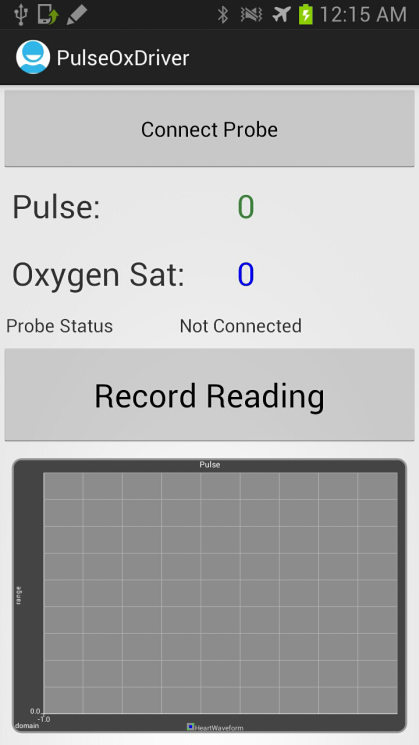 12:15 AM
PulseOxDriver
Connect Probe
Pulse: 0
Oxygen Sat: 0
Probe Status Not Connected
Record Reading
Pulse
range
0.0
-1.0
domain
HeartWaveform